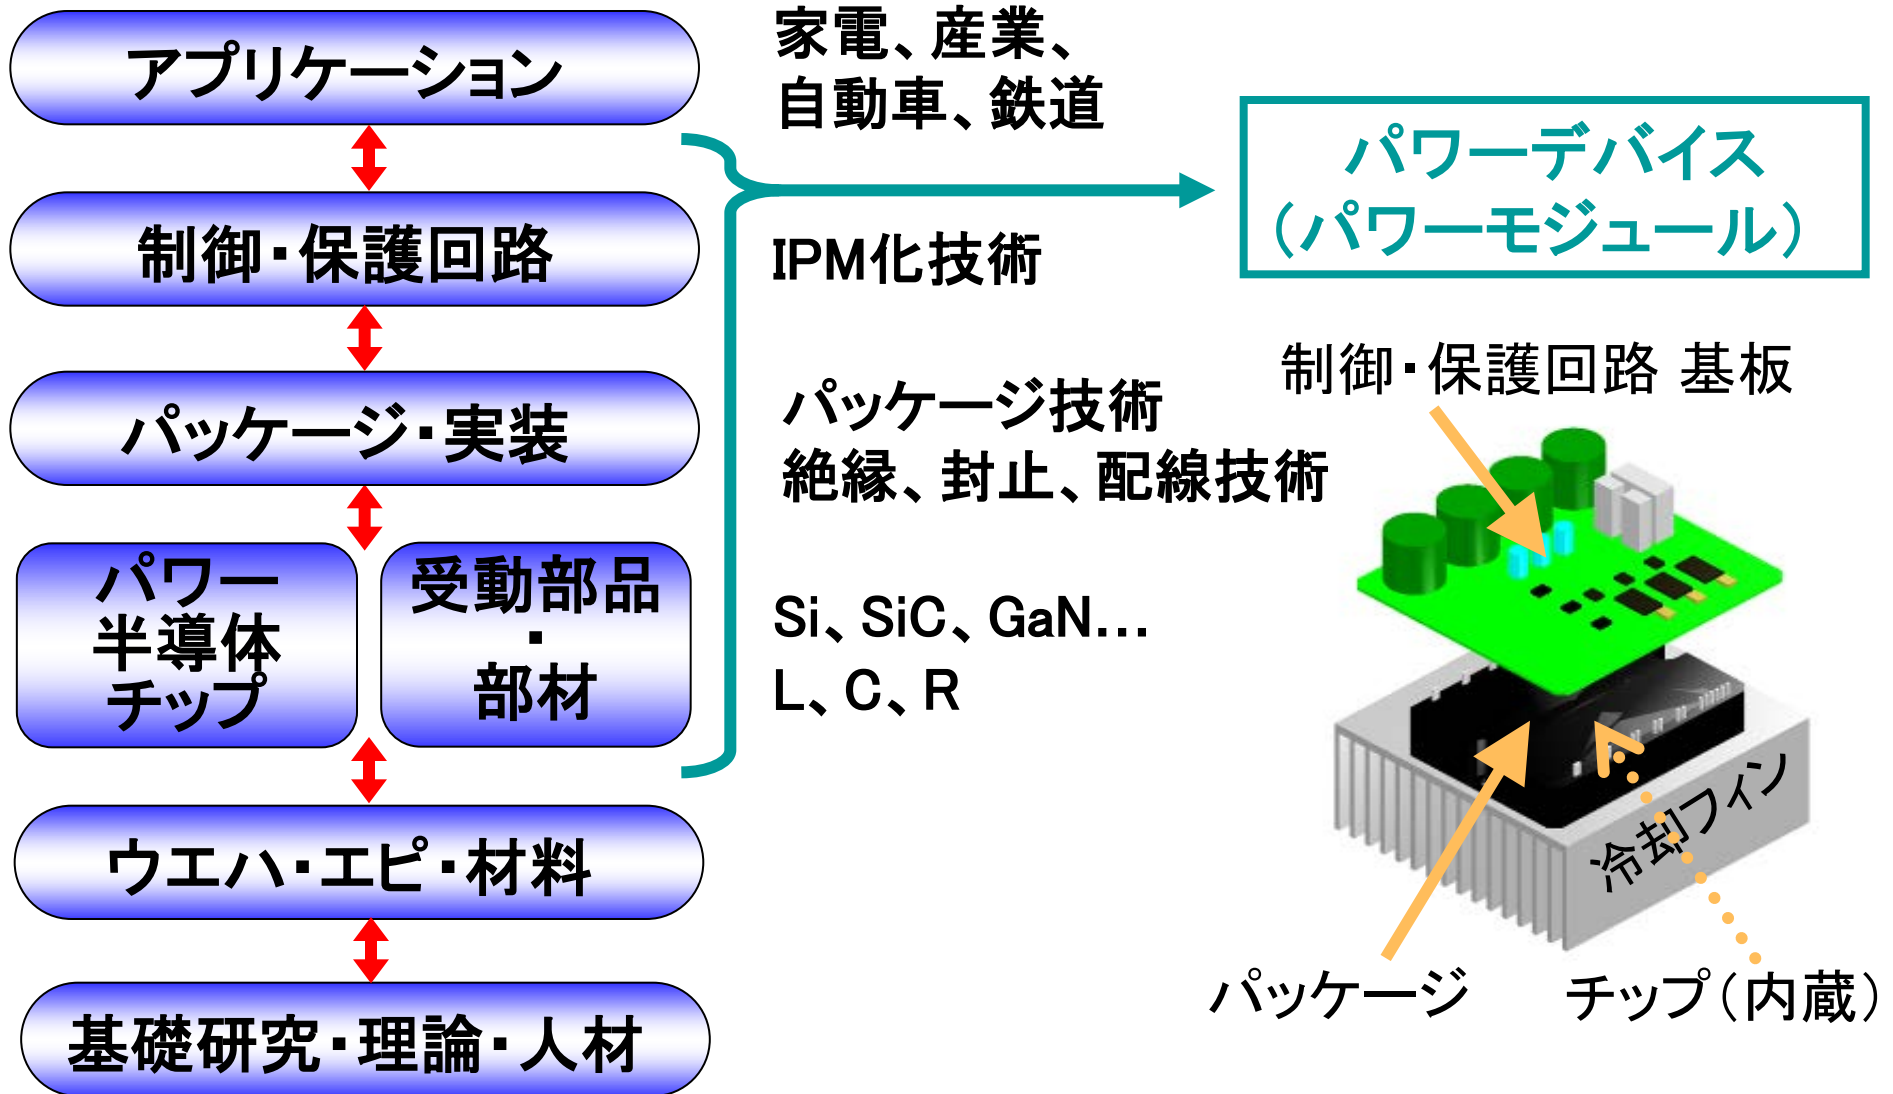 アプリケーション
家電、産業、
自動車、鉄道
制御・保護回路
IPM化技術
パッケージ・実装
パッケージ技術
絶縁、封止、配線技術
パワー
半導体
チップ
受動部品
・
部材
Si、SiC、GaN…
L、C、R
ウエハ・エピ・材料
基礎研究・理論・人材
パワーデバイス
（パワーモジュール）
制御・保護回路 基板
冷却フィン
パッケージ
チップ（内蔵）